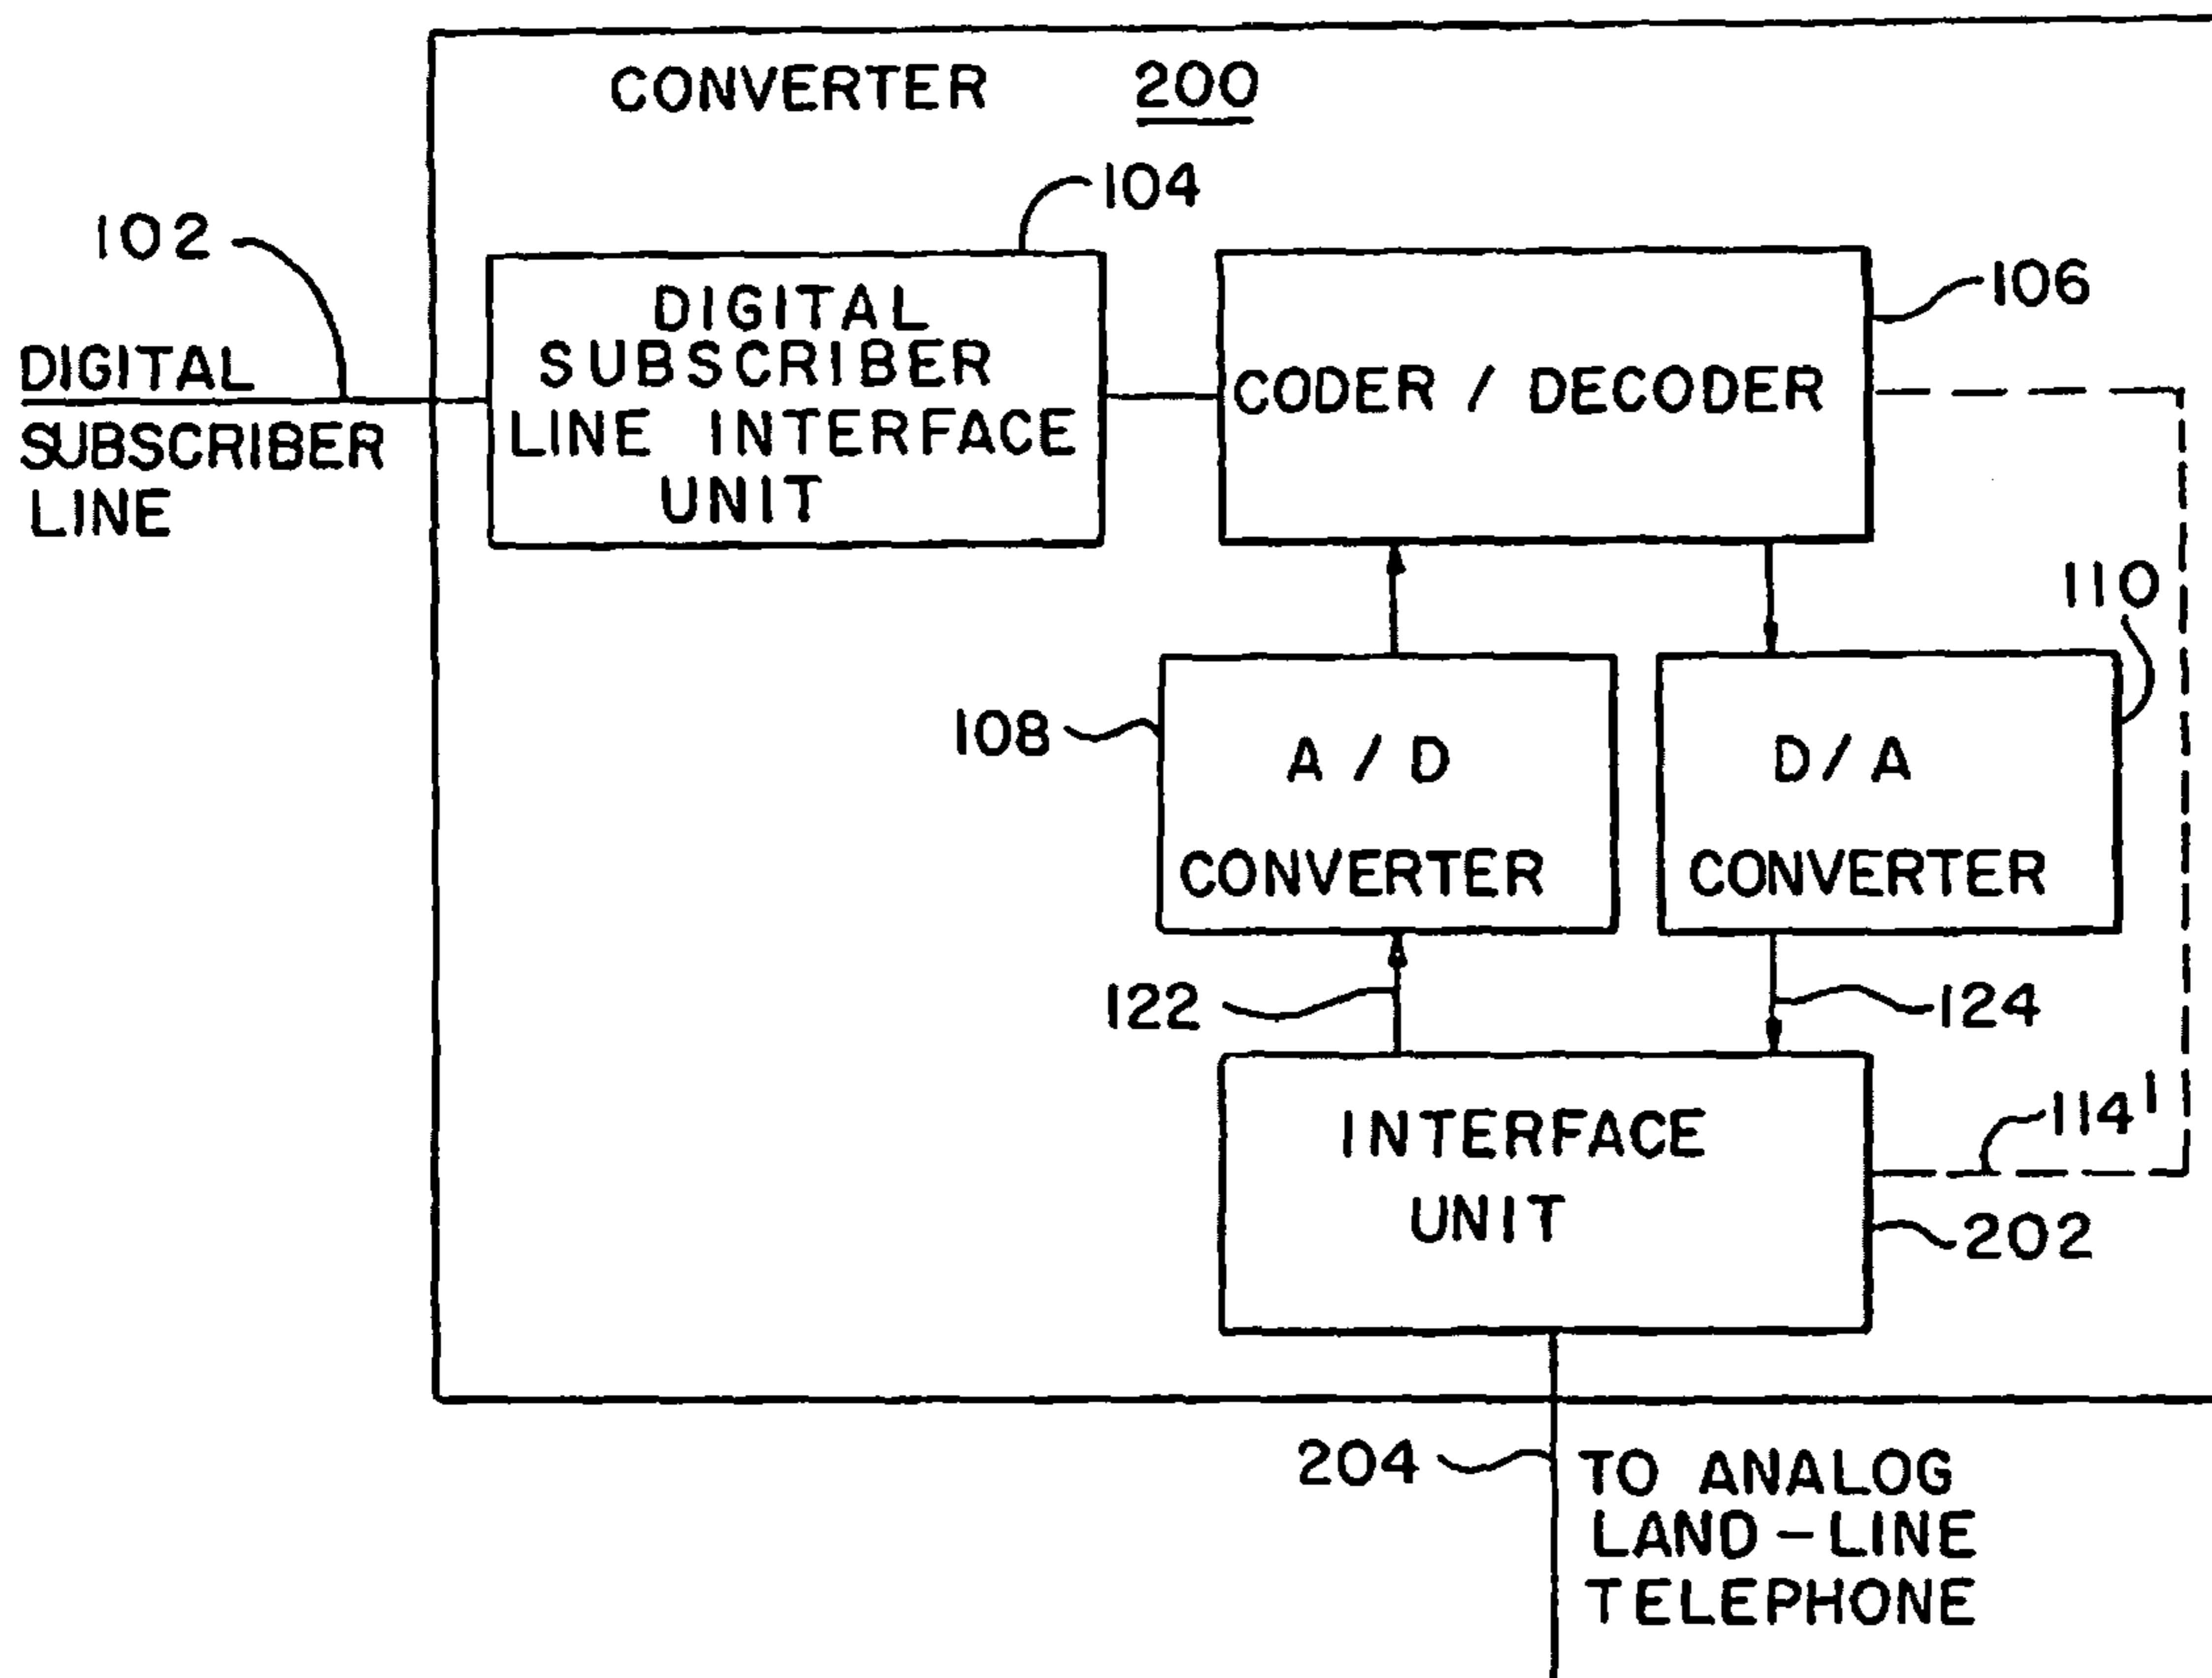 CONVERTER 200
104
102
DIGITAL
SUBSCRIBER
LINE
DIGITAL
SUBSCRIBER
LINE INTERFACE
UNIT
CODER / DECODER
106
110
108
A / D
CONVERTER
D / A
CONVERTER
122
124
INTERFACE
UNIT
114'
202
204
TO ANALOG
LAND-LINE
TELEPHONE